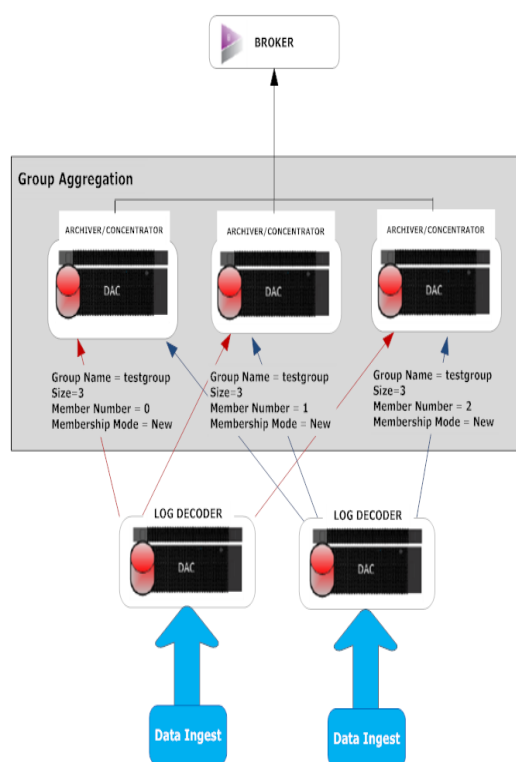 BROKER
Group Aggregation
ARCHIVER/CONCENTRATOR
ARCHIVER/CONCENTRATOR
ARCHIVER/CONCENTRATOR
DAC
DAC
DAC
Group Name = testgroup
Size=3
Member Number = 0
Membership Mode = New
Group Name = testgroup
Size=3
Member Number = 1
Membership Mode = New
Group Name = testgroup
Size=3
Member Number = 2
Membership Mode = New
LOG DECODER
LOG DECODER
DAC
DAC
Data Ingest
Data Ingest